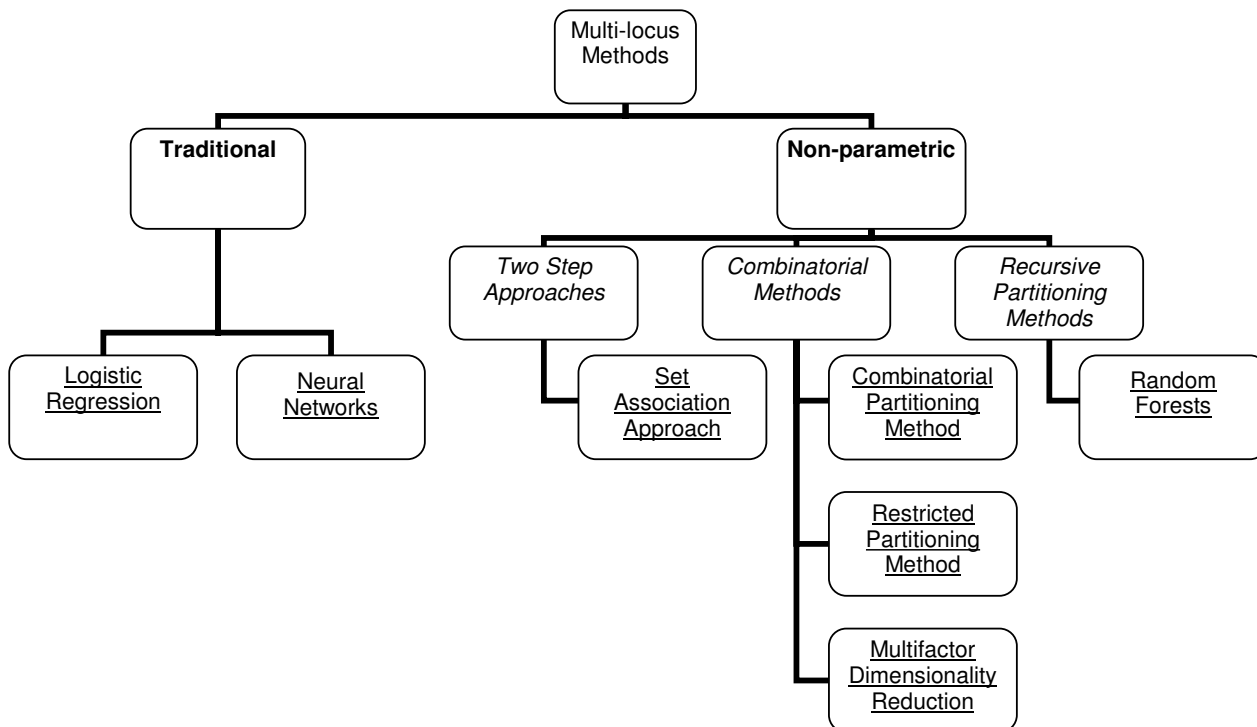 Multi-locus
Methods
Traditional
Non-parametric
Two Step
Approaches
Combinatorial
Methods
Recursive
Partitioning
Methods
Logistic
Regression
Neural
Networks
Set
Association
Approach
Combinatorial
Partitioning
Method
Random
Forests
Restricted
Partitioning
Method
Multifactor
Dimensionality
Reduction